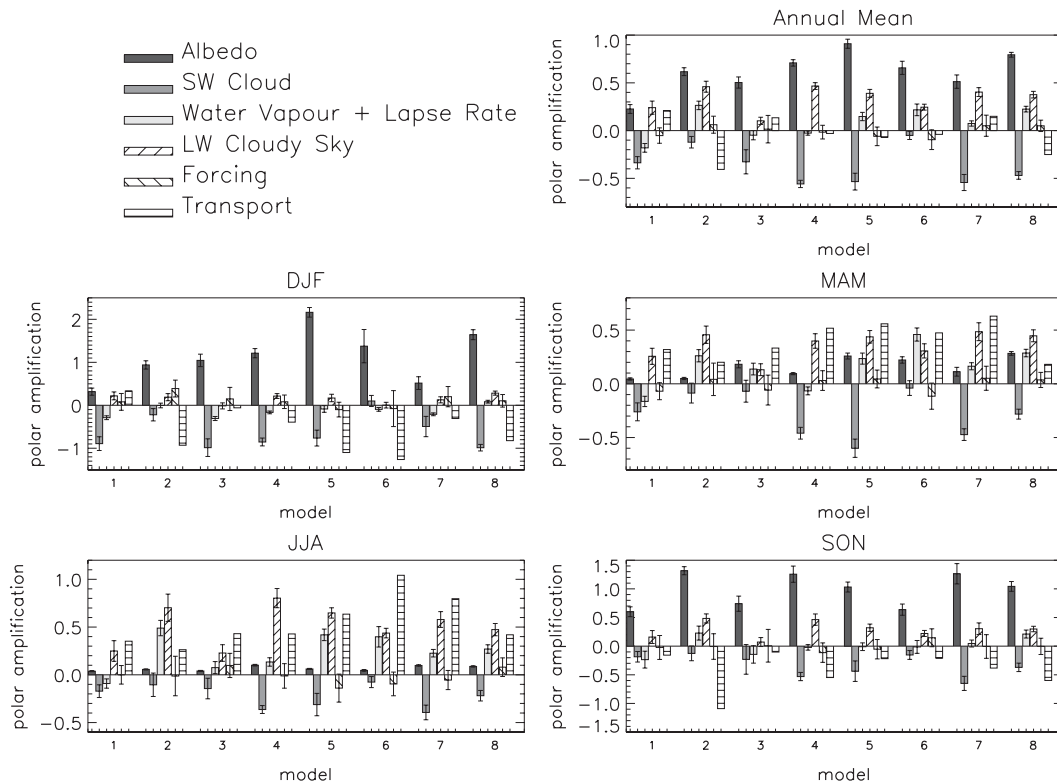 Albedo
SW Cloud
Water Vapour + Lapse Rate
LW Cloudy Sky
Forcing
Transport
Annual Mean
polar amplification
1.0
0.5
0.0
−0.5
1 2 3 4 5 6 7 8
model
DJF
polar amplification
2
1
0
−1
1 2 3 4 5 6 7 8
model
MAM
polar amplification
0.5
0.0
−0.5
1 2 3 4 5 6 7 8
model
JJA
polar amplification
1.0
0.5
0.0
−0.5
1 2 3 4 5 6 7 8
model
SON
polar amplification
1.5
1.0
0.5
0.0
−0.5
−1.0
−1.5
1 2 3 4 5 6 7 8
model